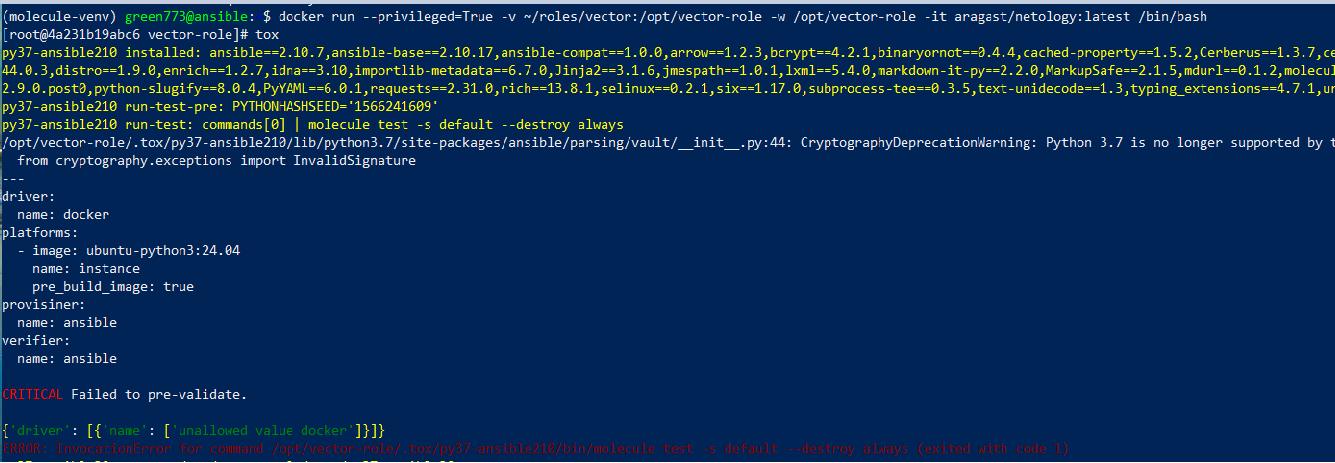 (molecule-venv) green773@ansible: $ docker run --privileged=True -v ~/roles/vector:/opt/vector-role -w /opt/vector-role -it aragast/netology:latest /bin/bash
[root@4a231b19abc6 vector-role]# tox
py37-ansible210 installed: ansible==2.10.7,ansible-base==2.10.17,ansible-compat==1.0.0,arrow==1.2.3,bcrypt==4.2.1,binaryornot==0.4.4,cached-property==1.5.2,Cerberus==1.3.7,ce
44.0.3,distro==1.9.0,enrich==1.2.7,idna==3.10,importlib-metadata==6.7.0,Jinja2==3.1.6,jmespath==1.0.1,lxml==5.4.0,markdown-it-py==2.2.0,MarkupSafe==2.1.5,mdurl==0.1.2,molecul
2.9.0.post0,python-slugify==8.0.4,PyYAML==6.0.1,requests==2.31.0,rich==13.8.1,selinux==0.2.1,six==1.17.0,subprocess-tee==0.3.5,text-unidecode==1.3,typing_extensions==4.7.1,ur
py37-ansible210 run-test-pre: PYTHONHASHSEED='1566241609'
py37-ansible210 run-test: commands[0] | molecule test -s default --destroy always
/opt/vector-role/.tox/py37-ansible210/lib/python3.7/site-packages/ansible/parsing/vault/__init__.py:44: CryptographyDeprecationWarning: Python 3.7 is no longer supported by t
  from cryptography.exceptions import InvalidSignature
---
driver:
  name: docker
platforms:
  - image: ubuntu-python3:24.04
    name: instance
    pre_build_image: true
provisiner:
  name: ansible
verifier:
  name: ansible
CRITICAL Failed to pre-validate.
{'driver': [{'name': ['unallowed value docker']}]}
ERROR: InvocationError for command /opt/vector-role/.tox/py37-ansible210/bin/molecule test -s default --destroy always (exited with code 1)